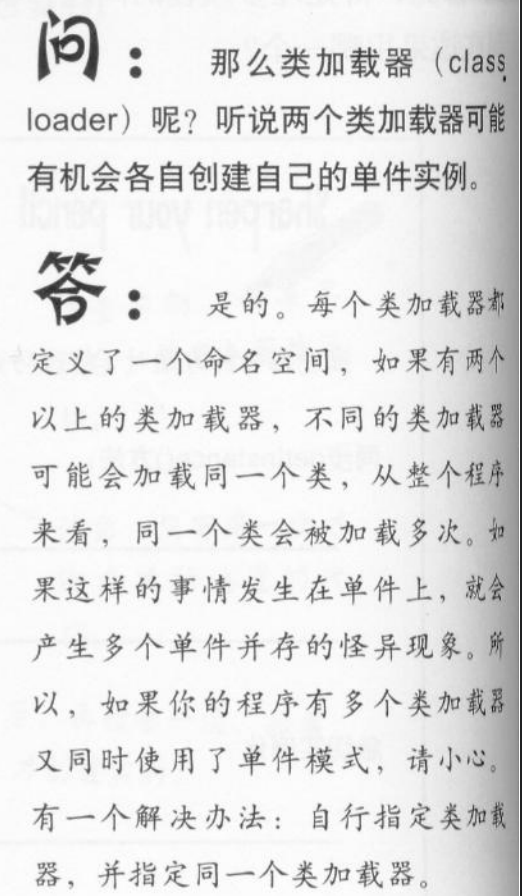 问： 那么类加载器（class
loader）呢？听说两个类加载器可能
有机会各自创建自己的单件实例。
答： 是的。每个类加载器都
定义了一个命名空间，如果有两个
以上的类加载器，不同的类加载器
可能会加载同一个类，从整个程序
来看，同一个类会被加载多次。如
果这样的事情发生在单件上，就会
产生多个单件并存的怪异现象。所
以，如果你的程序有多个类加载器
又同时使用了单件模式，请小心。
有一个解决办法：自行指定类加载
器，并指定同一个类加载器。